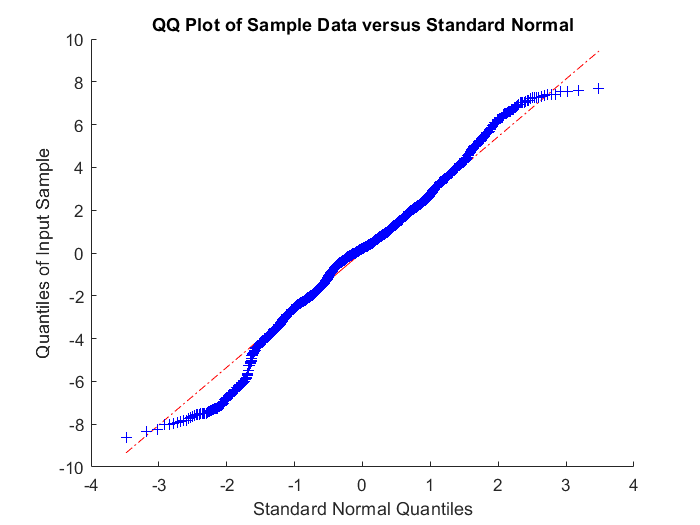 QQ Plot of Sample Data versus Standard Normal
10
8
6
4
2
0
-2
-4
-6
-8
-10
Quantiles of Input Sample
-4 -3 -2 -1 0 1 2 3 4
Standard Normal Quantiles